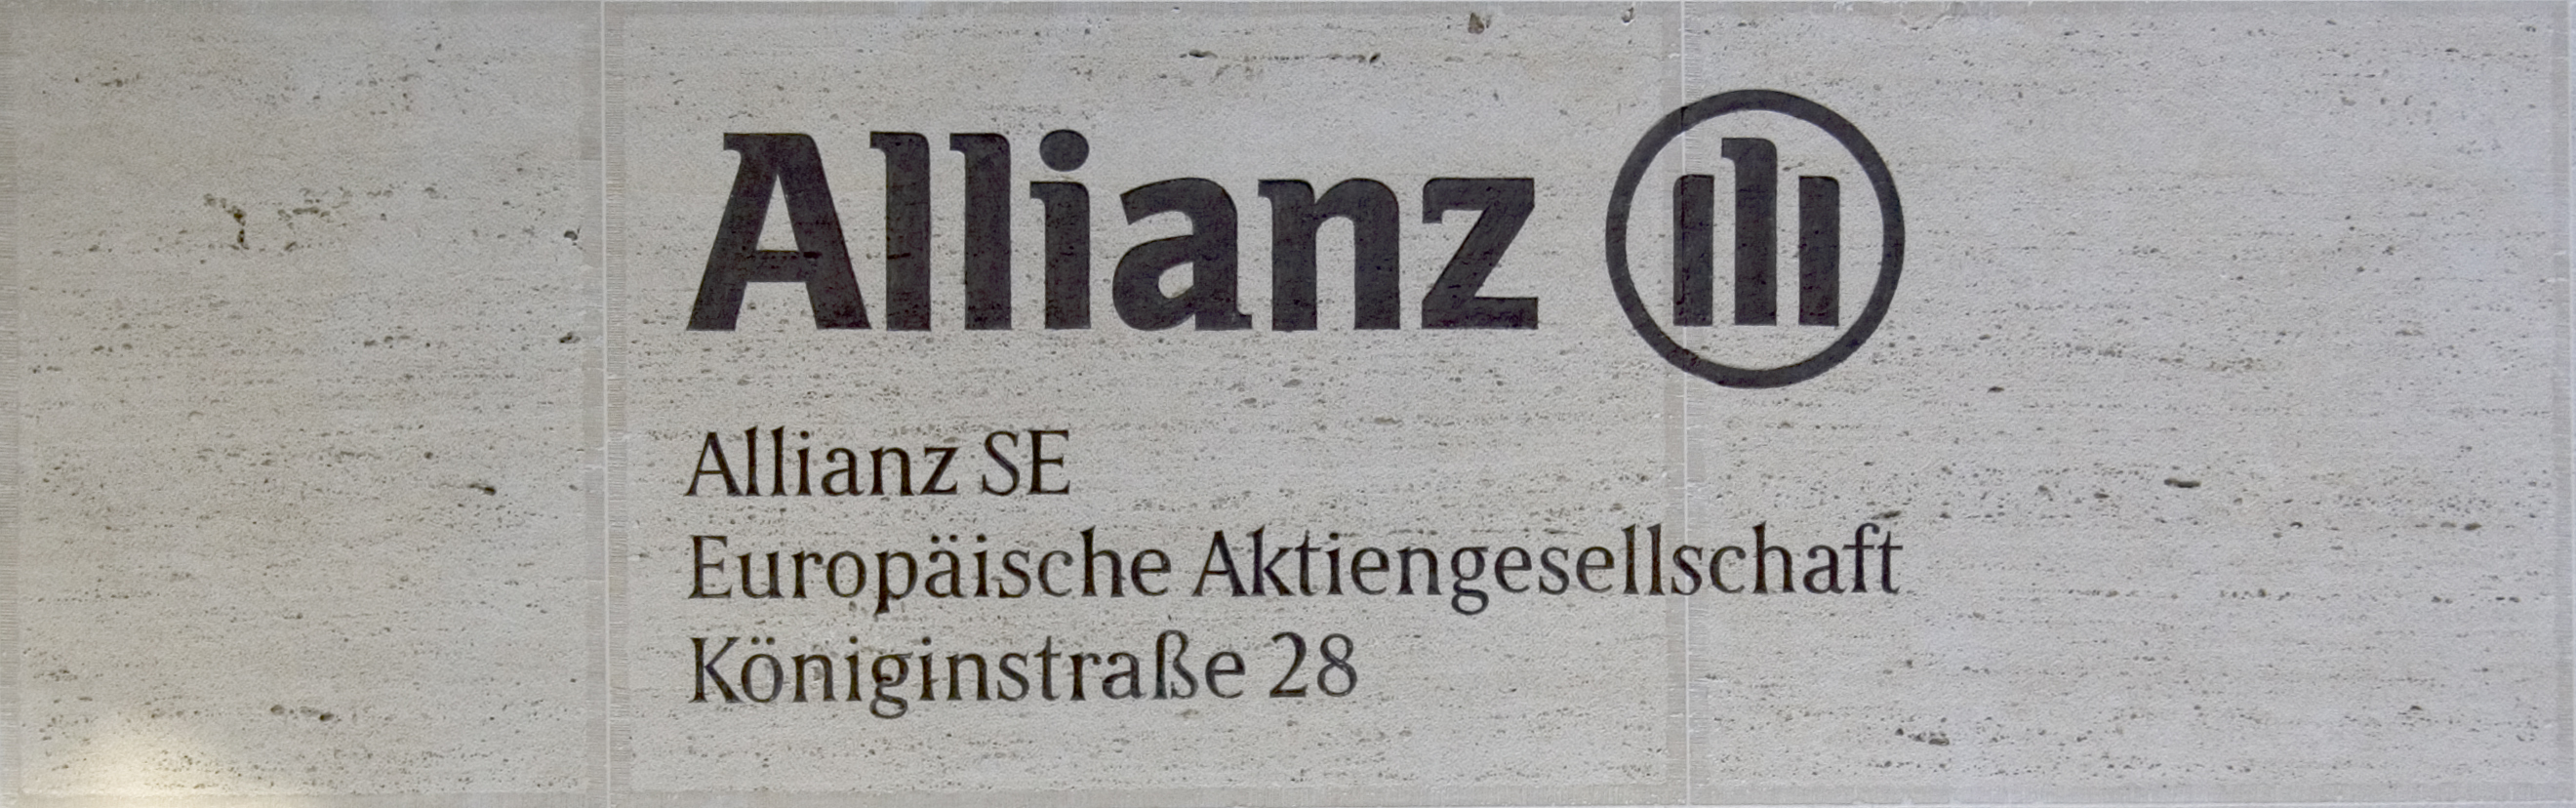 Allianz
Allianz SE
Europäische Aktiengesellschaft
Königinstraße 28